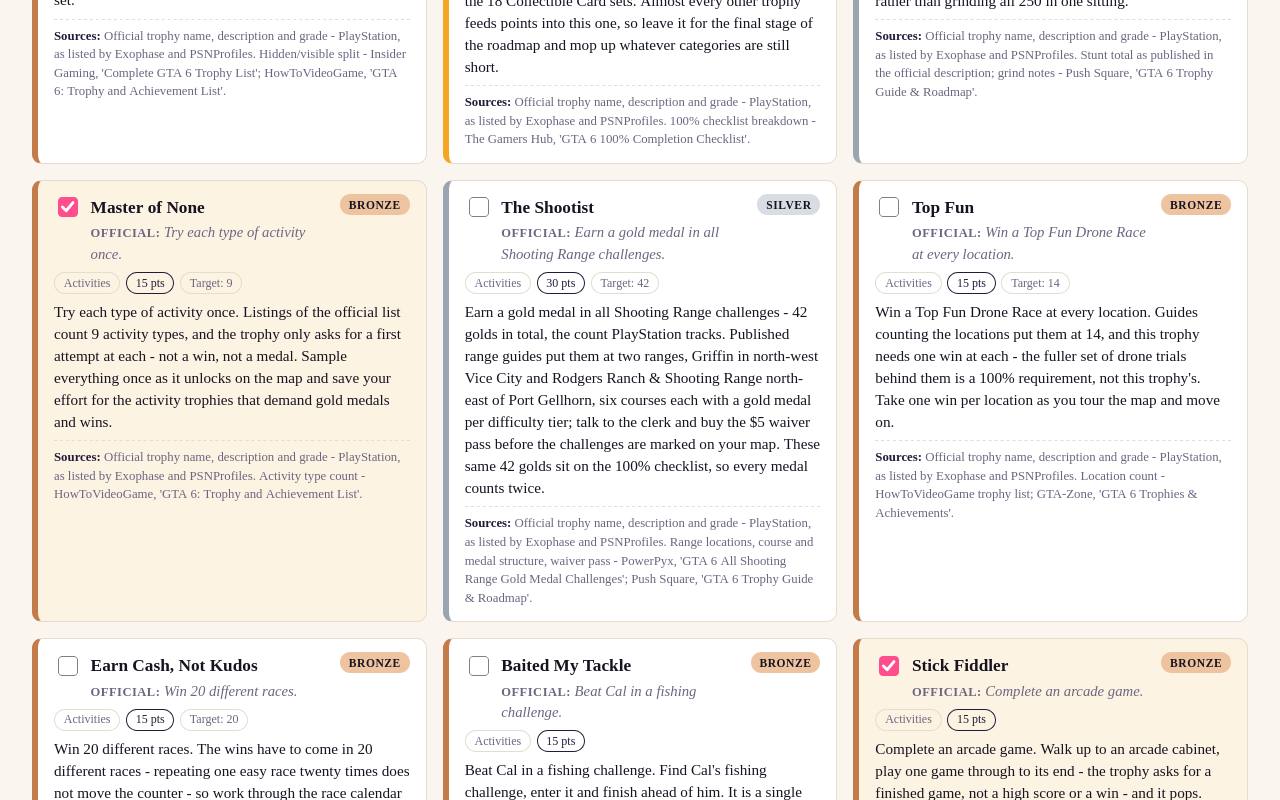 set.
Sources: Official trophy name, description and grade - PlayStation,
as listed by Exophase and PSNProfiles. Hidden/visible split - Insider
Gaming, 'Complete GTA 6 Trophy List'; HowToVideoGame, 'GTA
6: Trophy and Achievement List'.
the 18 Collectible Card sets. Almost every other trophy
feeds points into this one, so leave it for the final stage of
the roadmap and mop up whatever categories are still
short.
Sources: Official trophy name, description and grade - PlayStation,
as listed by Exophase and PSNProfiles. 100% checklist breakdown -
The Gamers Hub, 'GTA 6 100% Completion Checklist'.
rather than grinding all 250 in one sitting.
Sources: Official trophy name, description and grade - PlayStation,
as listed by Exophase and PSNProfiles. Stunt total as published in
the official description; grind notes - Push Square, 'GTA 6 Trophy
Guide & Roadmap'.
Master of None
BRONZE
OFFICIAL: Try each type of activity
once.
Activities 15 pts Target: 9
Try each type of activity once. Listings of the official list
count 9 activity types, and the trophy only asks for a first
attempt at each - not a win, not a medal. Sample
everything once as it unlocks on the map and save your
effort for the activity trophies that demand gold medals
and wins.
Sources: Official trophy name, description and grade - PlayStation,
as listed by Exophase and PSNProfiles. Activity type count -
HowToVideoGame, 'GTA 6: Trophy and Achievement List'.
The Shootist
SILVER
OFFICIAL: Earn a gold medal in all
Shooting Range challenges.
Activities 30 pts Target: 42
Earn a gold medal in all Shooting Range challenges - 42
golds in total, the count PlayStation tracks. Published
range guides put them at two ranges, Griffin in north-west
Vice City and Rodgers Ranch & Shooting Range north-
east of Port Gellhorn, six courses each with a gold medal
per difficulty tier; talk to the clerk and buy the $5 waiver
pass before the challenges are marked on your map. These
same 42 golds sit on the 100% checklist, so every medal
counts twice.
Sources: Official trophy name, description and grade - PlayStation,
as listed by Exophase and PSNProfiles. Range locations, course and
medal structure, waiver pass - PowerPyx, 'GTA 6 All Shooting
Range Gold Medal Challenges'; Push Square, 'GTA 6 Trophy Guide
& Roadmap'.
Top Fun
BRONZE
OFFICIAL: Win a Top Fun Drone Race
at every location.
Activities 15 pts Target: 14
Win a Top Fun Drone Race at every location. Guides
counting the locations put them at 14, and this trophy
needs one win at each - the fuller set of drone trials
behind them is a 100% requirement, not this trophy's.
Take one win per location as you tour the map and move
on.
Sources: Official trophy name, description and grade - PlayStation,
as listed by Exophase and PSNProfiles. Location count -
HowToVideoGame trophy list; GTA-Zone, 'GTA 6 Trophies &
Achievements'.
Earn Cash, Not Kudos
BRONZE
OFFICIAL: Win 20 different races.
Activities 15 pts Target: 20
Win 20 different races. The wins have to come in 20
different races - repeating one easy race twenty times does
not move the counter - so work through the race calendar
Baited My Tackle
BRONZE
OFFICIAL: Beat Cal in a fishing
challenge.
Activities 15 pts
Beat Cal in a fishing challenge. Find Cal's fishing
challenge, enter it and finish ahead of him. It is a single
Stick Fiddler
BRONZE
OFFICIAL: Complete an arcade game.
Activities 15 pts
Complete an arcade game. Walk up to an arcade cabinet,
play one game through to its end - the trophy asks for a
finished game, not a high score or a win - and it pops.